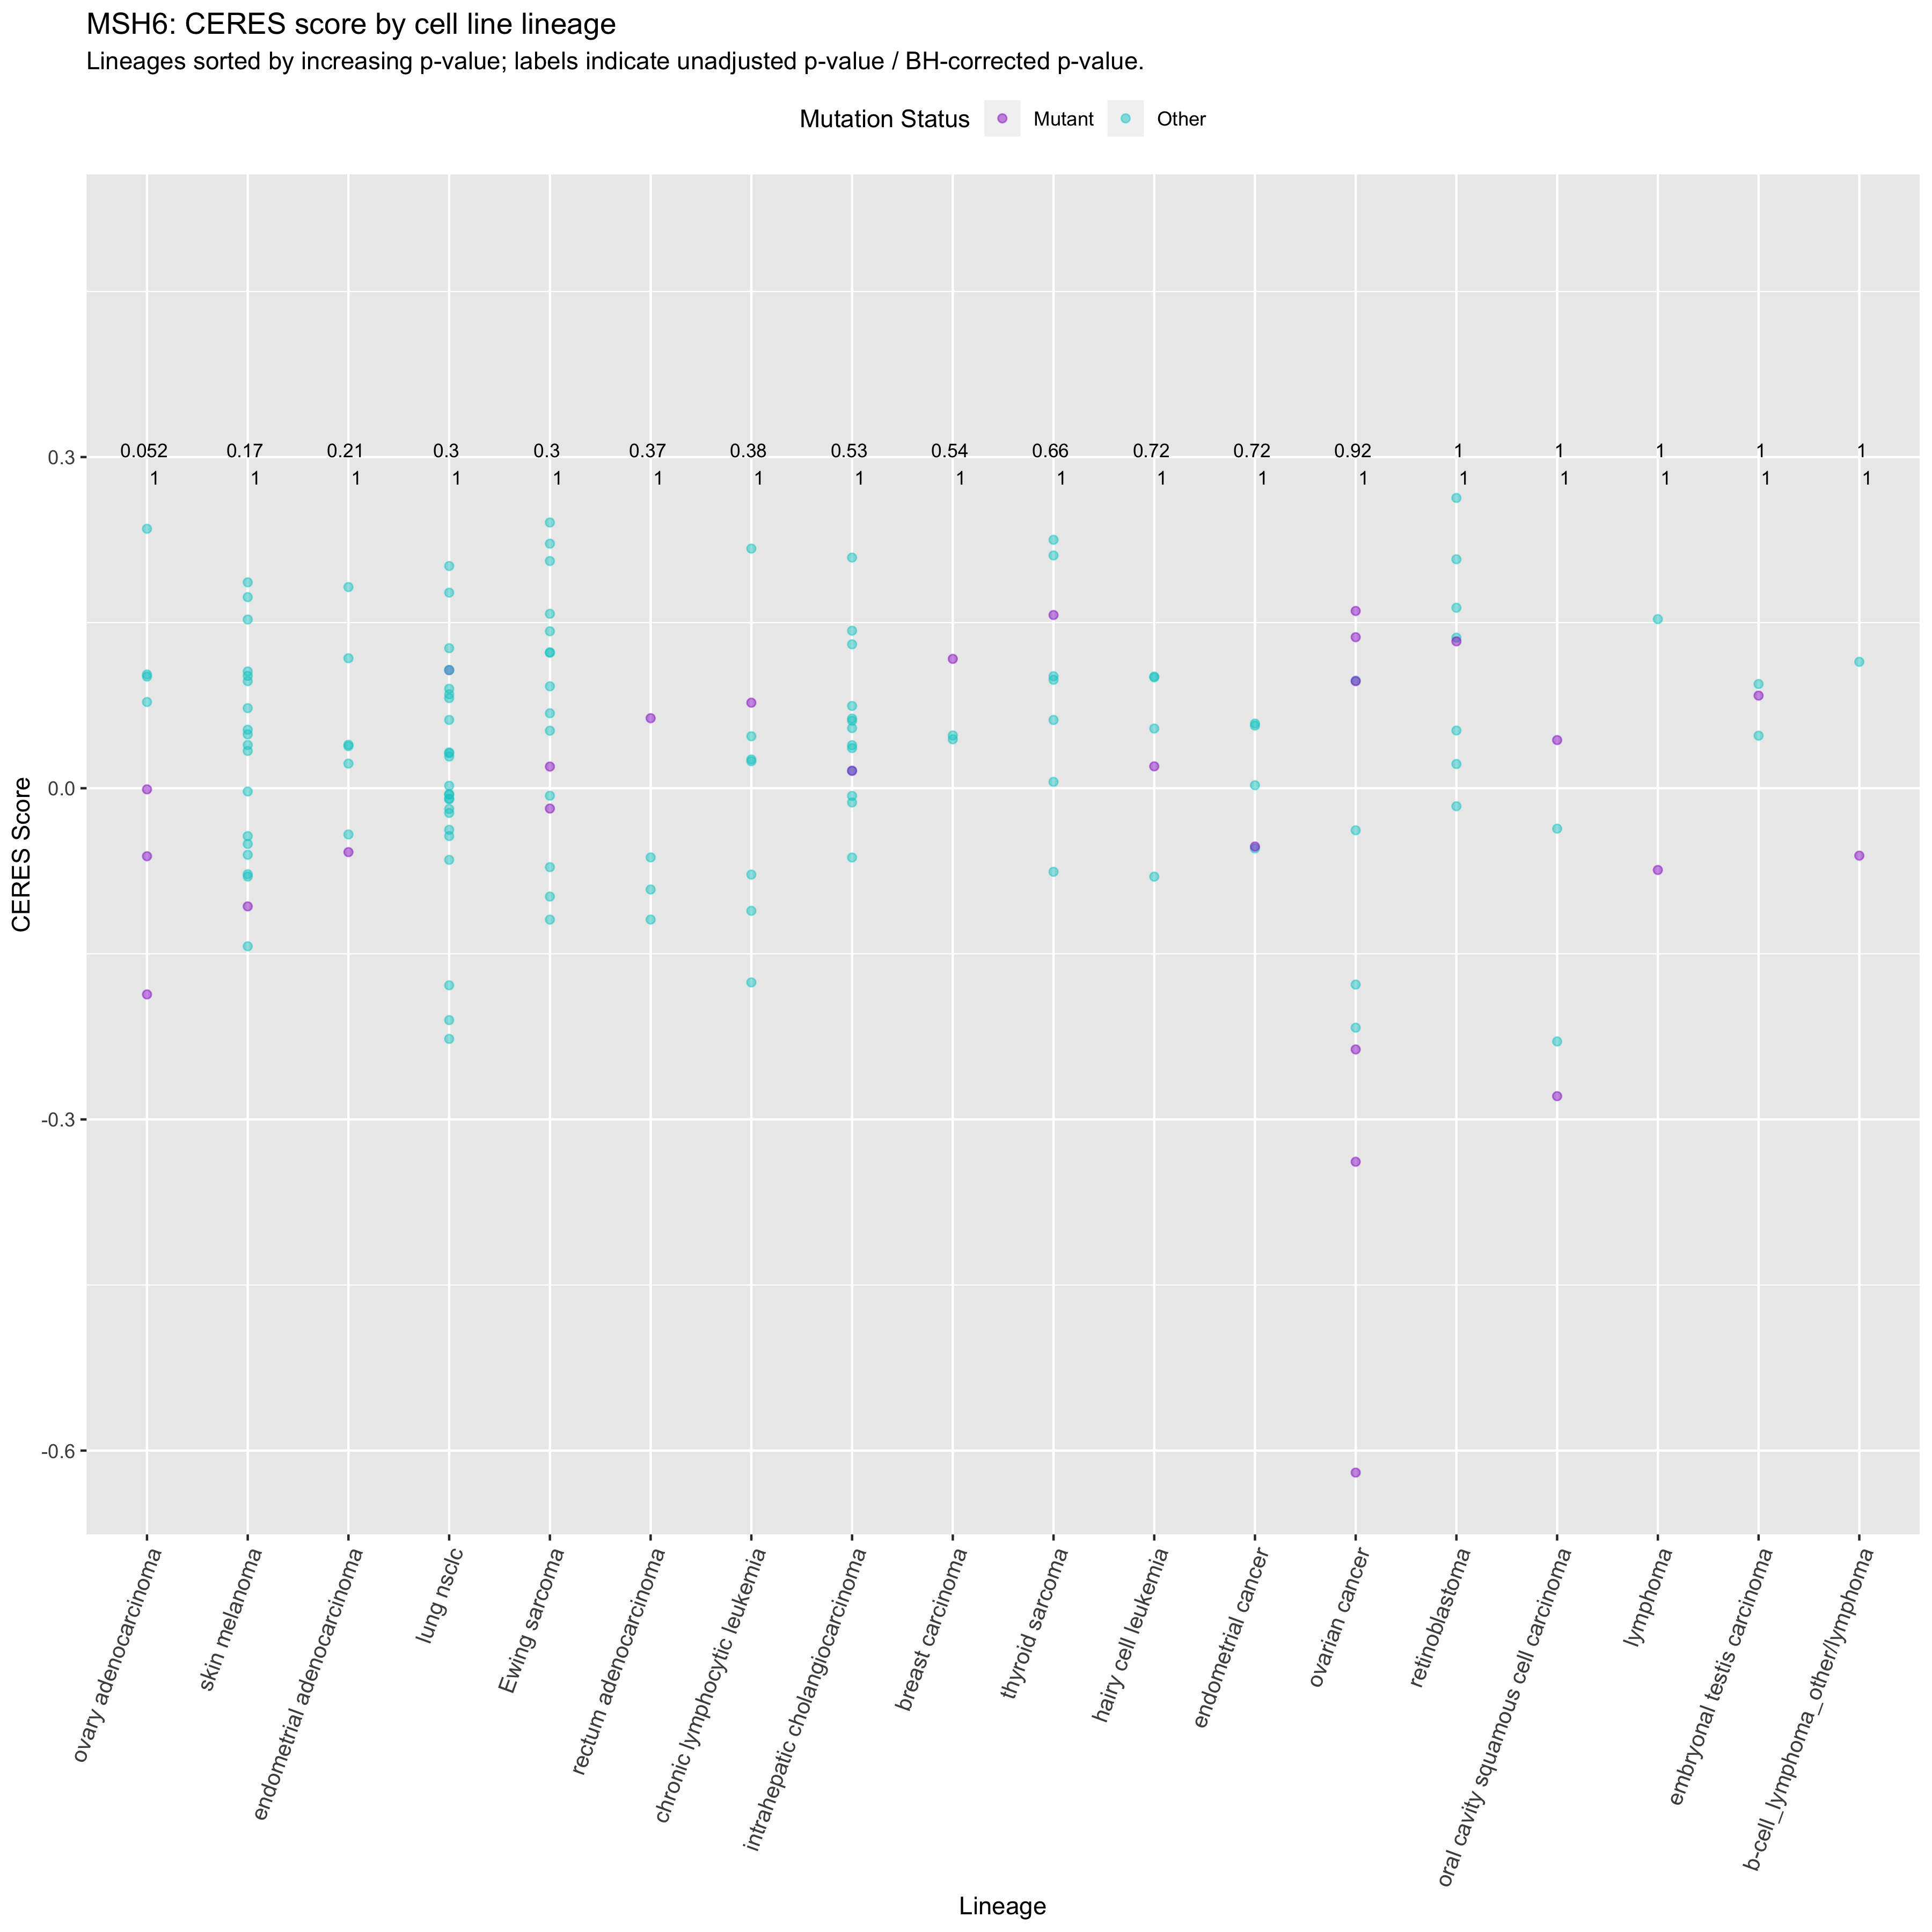 MSH6: CERES score by cell line lineage
Lineages sorted by increasing p-value; labels indicate unadjusted p-value / BH-corrected p-value.
Mutation Status Mutant Other
0.052 0.17 0.21 0.3 0.3 0.37 0.38 0.53 0.54 0.66 0.72 0.72 0.92 1 1 1 1 1
1 1 1 1 1 1 1 1 1 1 1 1 1 1 1 1 1 1
0.3
0.0
-0.3
-0.6
CERES Score
ovary adenocarcinoma
skin melanoma
endometrial adenocarcinoma
lung nsclc
Ewing sarcoma
rectum adenocarcinoma
chronic lymphocytic leukemia
intrahepatic cholangiocarcinoma
breast carcinoma
thyroid sarcoma
hairy cell leukemia
endometrial cancer
ovarian cancer
retinoblastoma
oral cavity squamous cell carcinoma
lymphoma
embryonal testis carcinoma
b-cell_lymphoma_other/lymphoma
Lineage